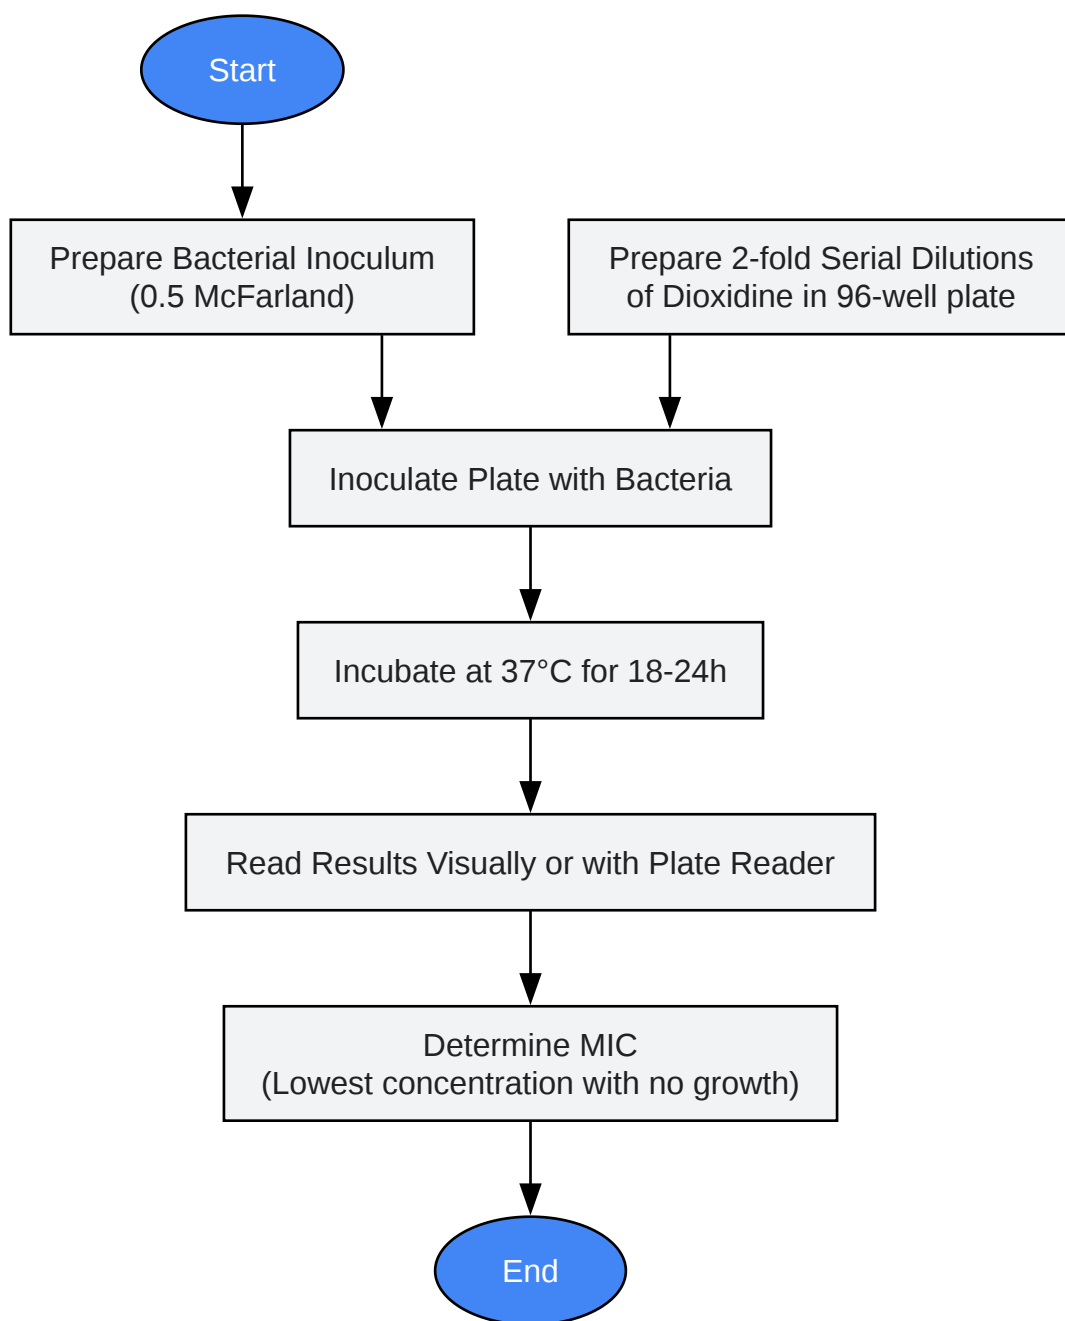 Start
Prepare Bacterial Inoculum
(0.5 McFarland)
Prepare 2-fold Serial Dilutions
of Dioxidine in 96-well plate
Inoculate Plate with Bacteria
Incubate at 37°C for 18-24h
Read Results Visually or with Plate Reader
Determine MIC
(Lowest concentration with no growth)
End